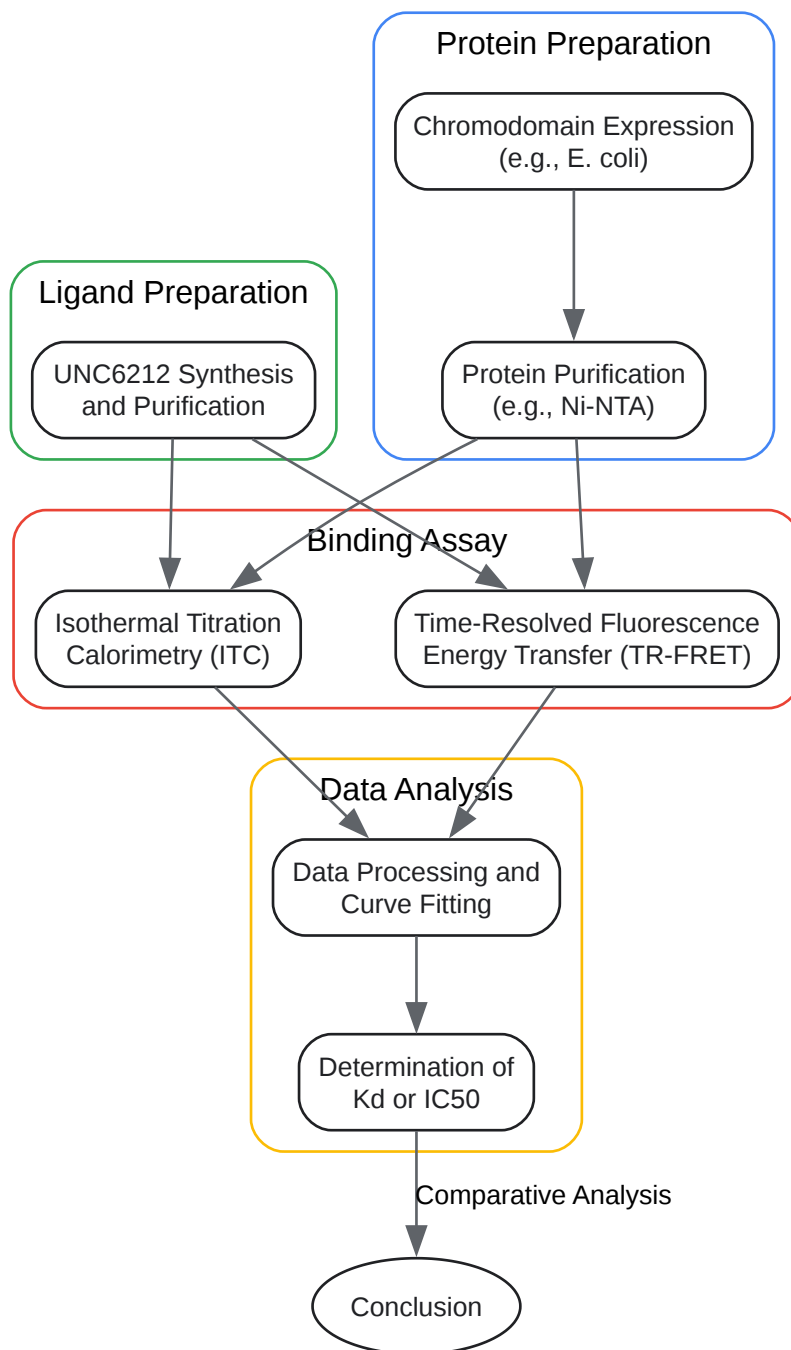 Protein Preparation
Chromodomain Expression
(e.g., E. coli)
Ligand Preparation
UNC6212 Synthesis
and Purification
Protein Purification
(e.g., Ni-NTA)
Binding Assay
Isothermal Titration
Calorimetry (ITC)
Time-Resolved Fluorescence
Energy Transfer (TR-FRET)
Data Analysis
Data Processing and
Curve Fitting
Determination of
Kd or IC50
Comparative Analysis
Conclusion